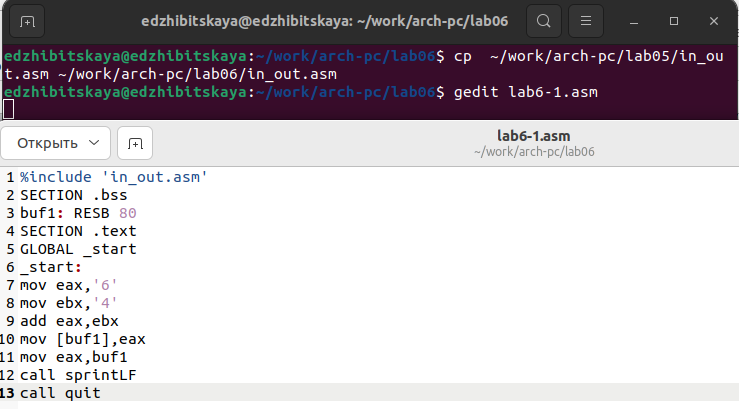 edzhibitskaya@edzhibitskaya: ~/work/arch-pc/lab06
edzhibitskaya@edzhibitskaya:~/work/arch-pc/lab06$ cp  ~/work/arch-pc/lab05/in_ou
t.asm ~/work/arch-pc/lab06/in_out.asm
edzhibitskaya@edzhibitskaya:~/work/arch-pc/lab06$ gedit lab6-1.asm
Открыть
lab6-1.asm
~/work/arch-pc/lab06
1 %include 'in_out.asm'
2 SECTION .bss
3 buf1: RESB 80
4 SECTION .text
5 GLOBAL _start
6 _start:
7 mov eax,'6'
8 mov ebx,'4'
9 add eax,ebx
10 mov [buf1],eax
11 mov eax,buf1
12 call sprintLF
13 call quit